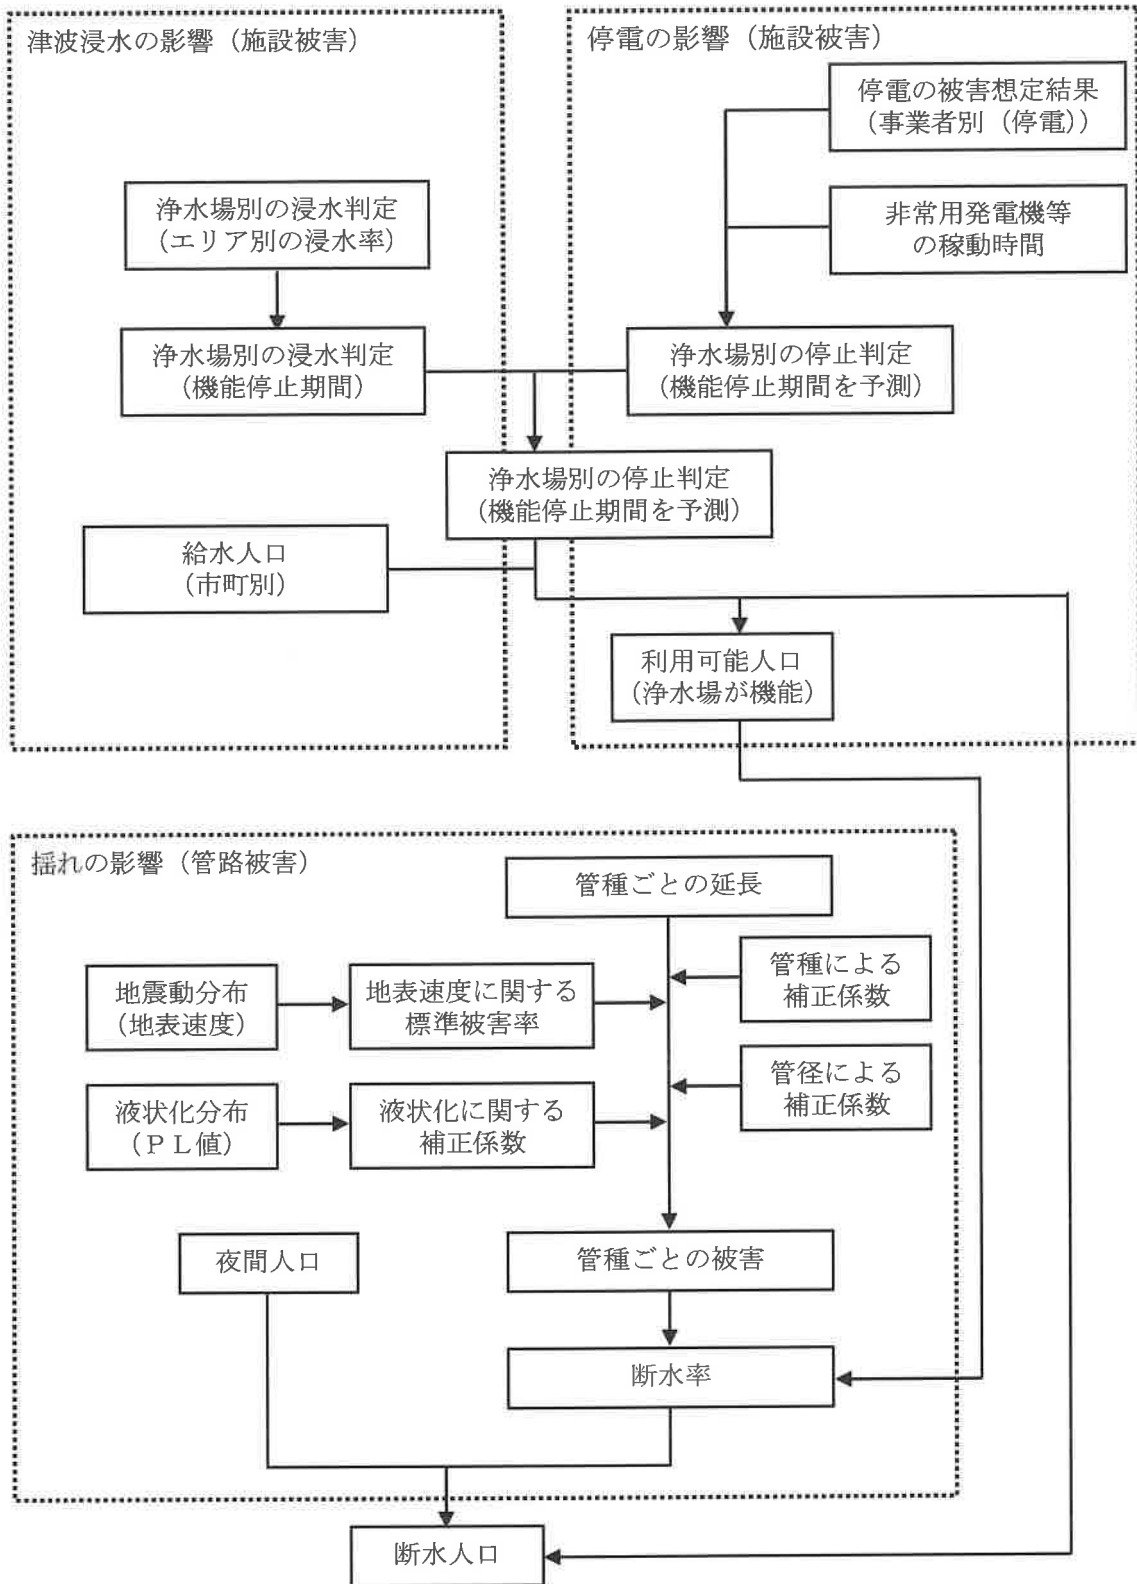 津波浸水の影響（施設被害）
停電の影響（施設被害）
停電の被害想定結果
（事業者別（停電））
浄水場別の浸水判定
（エリア別の浸水率）
非常用発電機等
の稼動時間
浄水場別の浸水判定
（機能停止期間）
浄水場別の停止判定
（機能停止期間を予測）
浄水場別の停止判定
（機能停止期間を予測）
給水人口
（市町別）
利用可能人口
（浄水場が機能）
揺れの影響（管路被害）
管種ごとの延長
地震動分布
（地表速度）
地表速度に関する
標準被害率
管種による
補正係数
液状化分布
（ＰＬ値）
液状化に関する
補正係数
管径による
補正係数
夜間人口
管種ごとの被害
断水率
断水人口